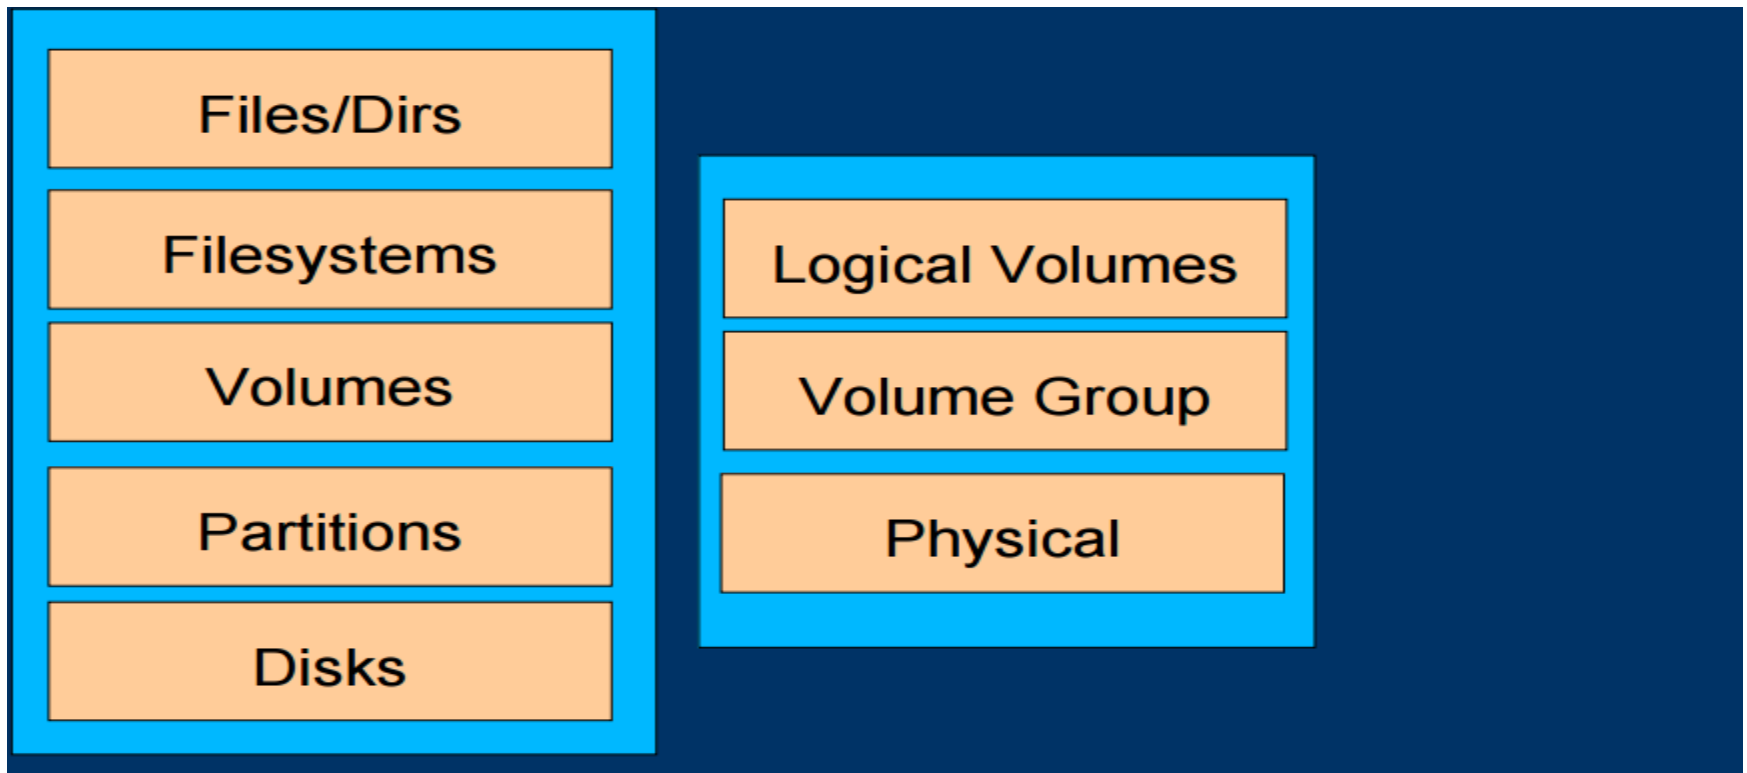 Files/Dirs
Filesystems
Volumes
Partitions
Disks
Logical Volumes
Volume Group
Physical